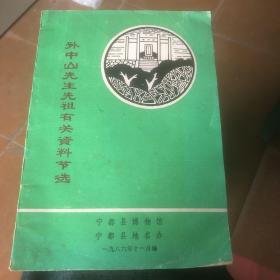 孙中山先生先祖有关资料节选
宁都县博物馆
宁都县地名办
一九八六年十一月编